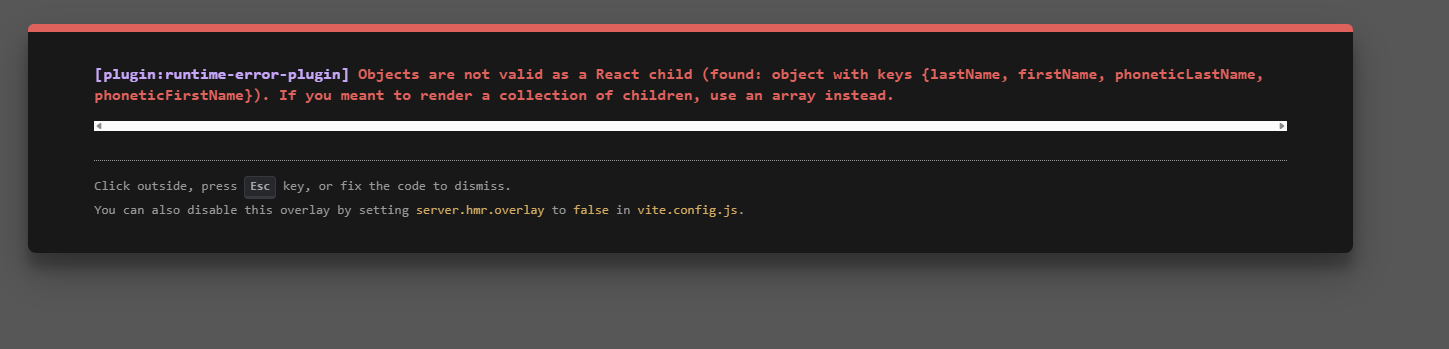 [plugin:runtime-error-plugin] Objects are not valid as a React child (found: object with keys {lastName, firstName, phoneticLastName,
phoneticFirstName}). If you meant to render a collection of children, use an array instead.
Click outside, press Esc key, or fix the code to dismiss.
You can also disable this overlay by setting server.hmr.overlay to false in vite.config.js.